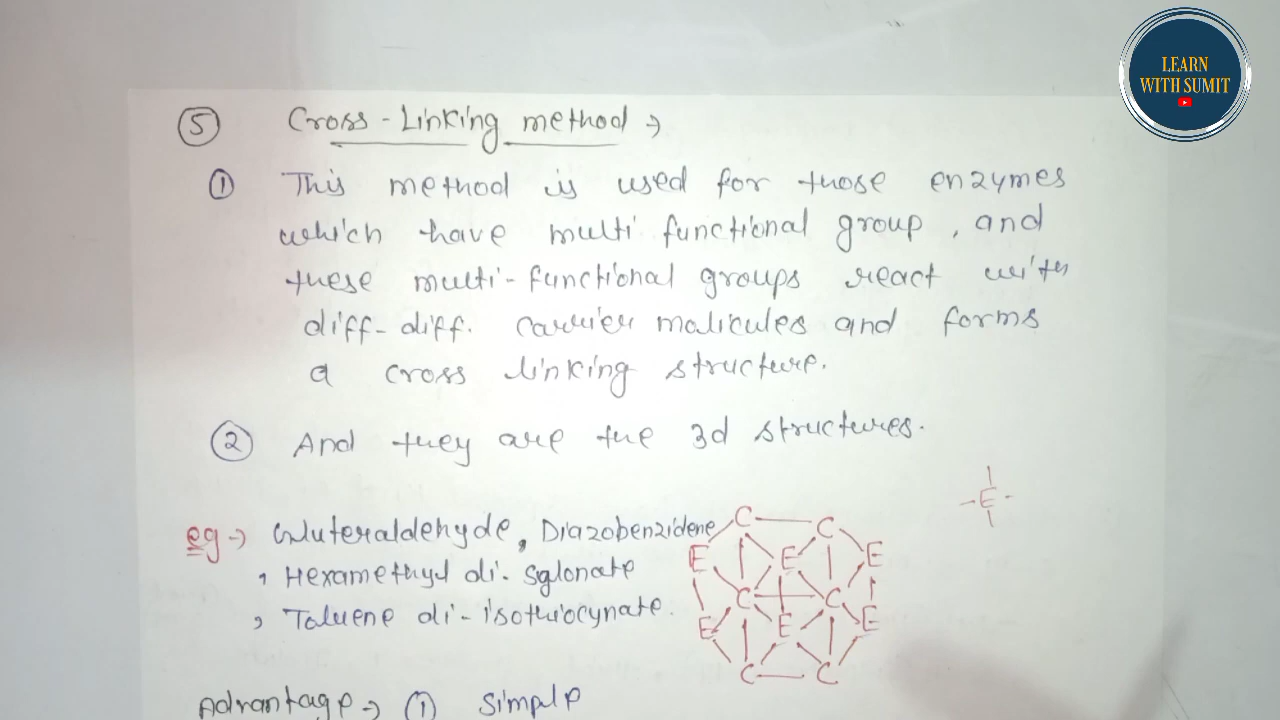 LEARN
WITH SUMIT
5 Cross-Linking method →
① This method is used for those enzymes
which have multi functional group, and
these multi-functional groups react with
diff-diff. carrier malicules and forms
a cross linking structure.
② And they are the 3d structures.
-E-
eg → Gluteraldehyde, Diazobenzidene
, Hexamethyl di. Sglonate
, Toluene di-isothiocynate.
C C
E E E
C C
E E E
C C
Advantage → ① Simple